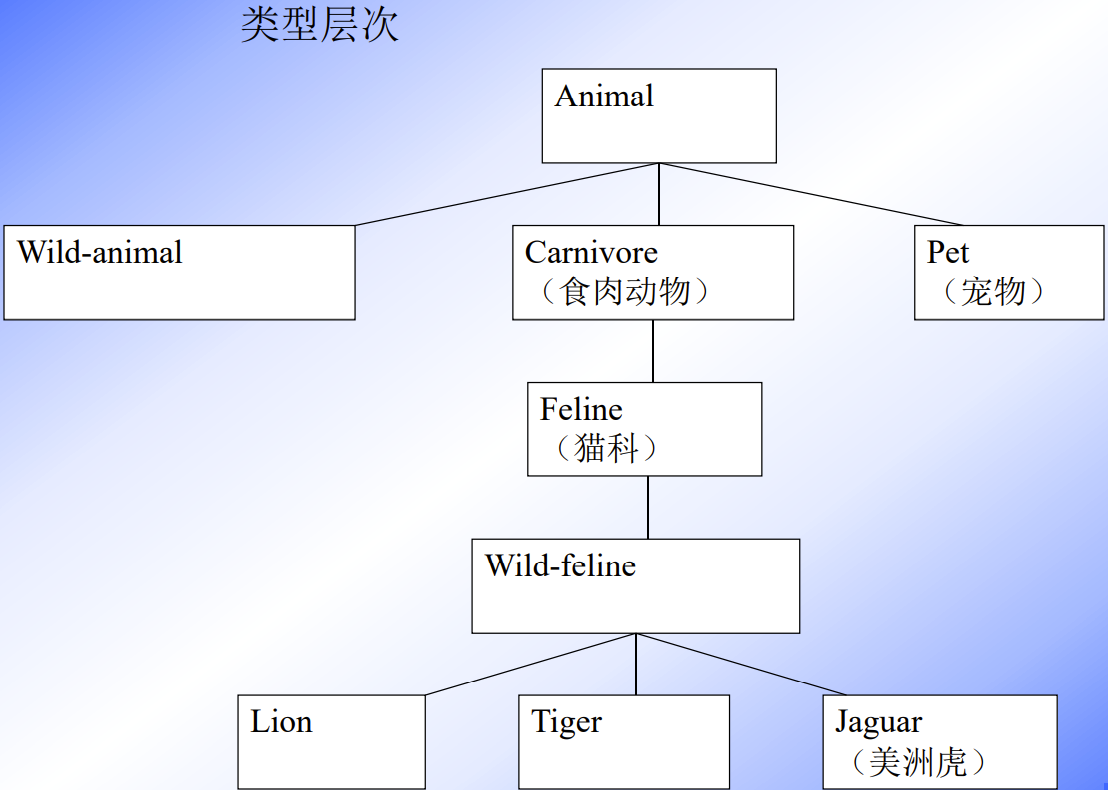 类型层次
Animal
Wild-animal
Carnivore
（食肉动物）
Pet
（宠物）
Feline
（猫科）
Wild-feline
Lion
Tiger
Jaguar
（美洲虎）